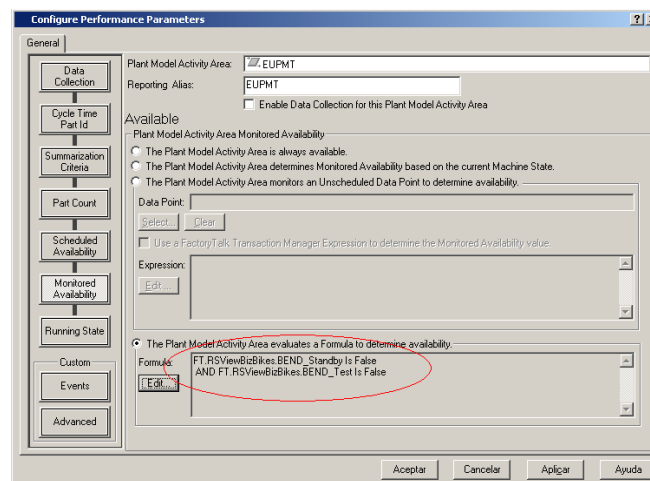 Configure Performance Parameters
General
Plant Model Activity Area: EUPMT
Reporting Alias: EUPMT
Enable Data Collection for this Plant Model Activity Area
Data Collection
Cycle Time Part Id
Summarization Criteria
Part Count
Scheduled Availability
Monitored Availability
Running State
Custom
Events
Advanced
Available
Plant Model Activity Area Monitored Availability
The Plant Model Activity Area is always available.
The Plant Model Activity Area determines Monitored Availability based on the current Machine State.
The Plant Model Activity Area monitors an Unscheduled Data Point to determine availability.
Data Point:
Select... Clear
Use a FactoryTalk Transaction Manager Expression to determine the Monitored Availability value.
Expression:
Edit...
The Plant Model Activity Area evaluates a Formula to determine availability.
Formula: FT.RSViewBizBikes.BEND_Standby Is False
AND FT.RSViewBizBikes.BEND_Test Is False
Edit...
Aceptar Cancelar Aplicar Ayuda